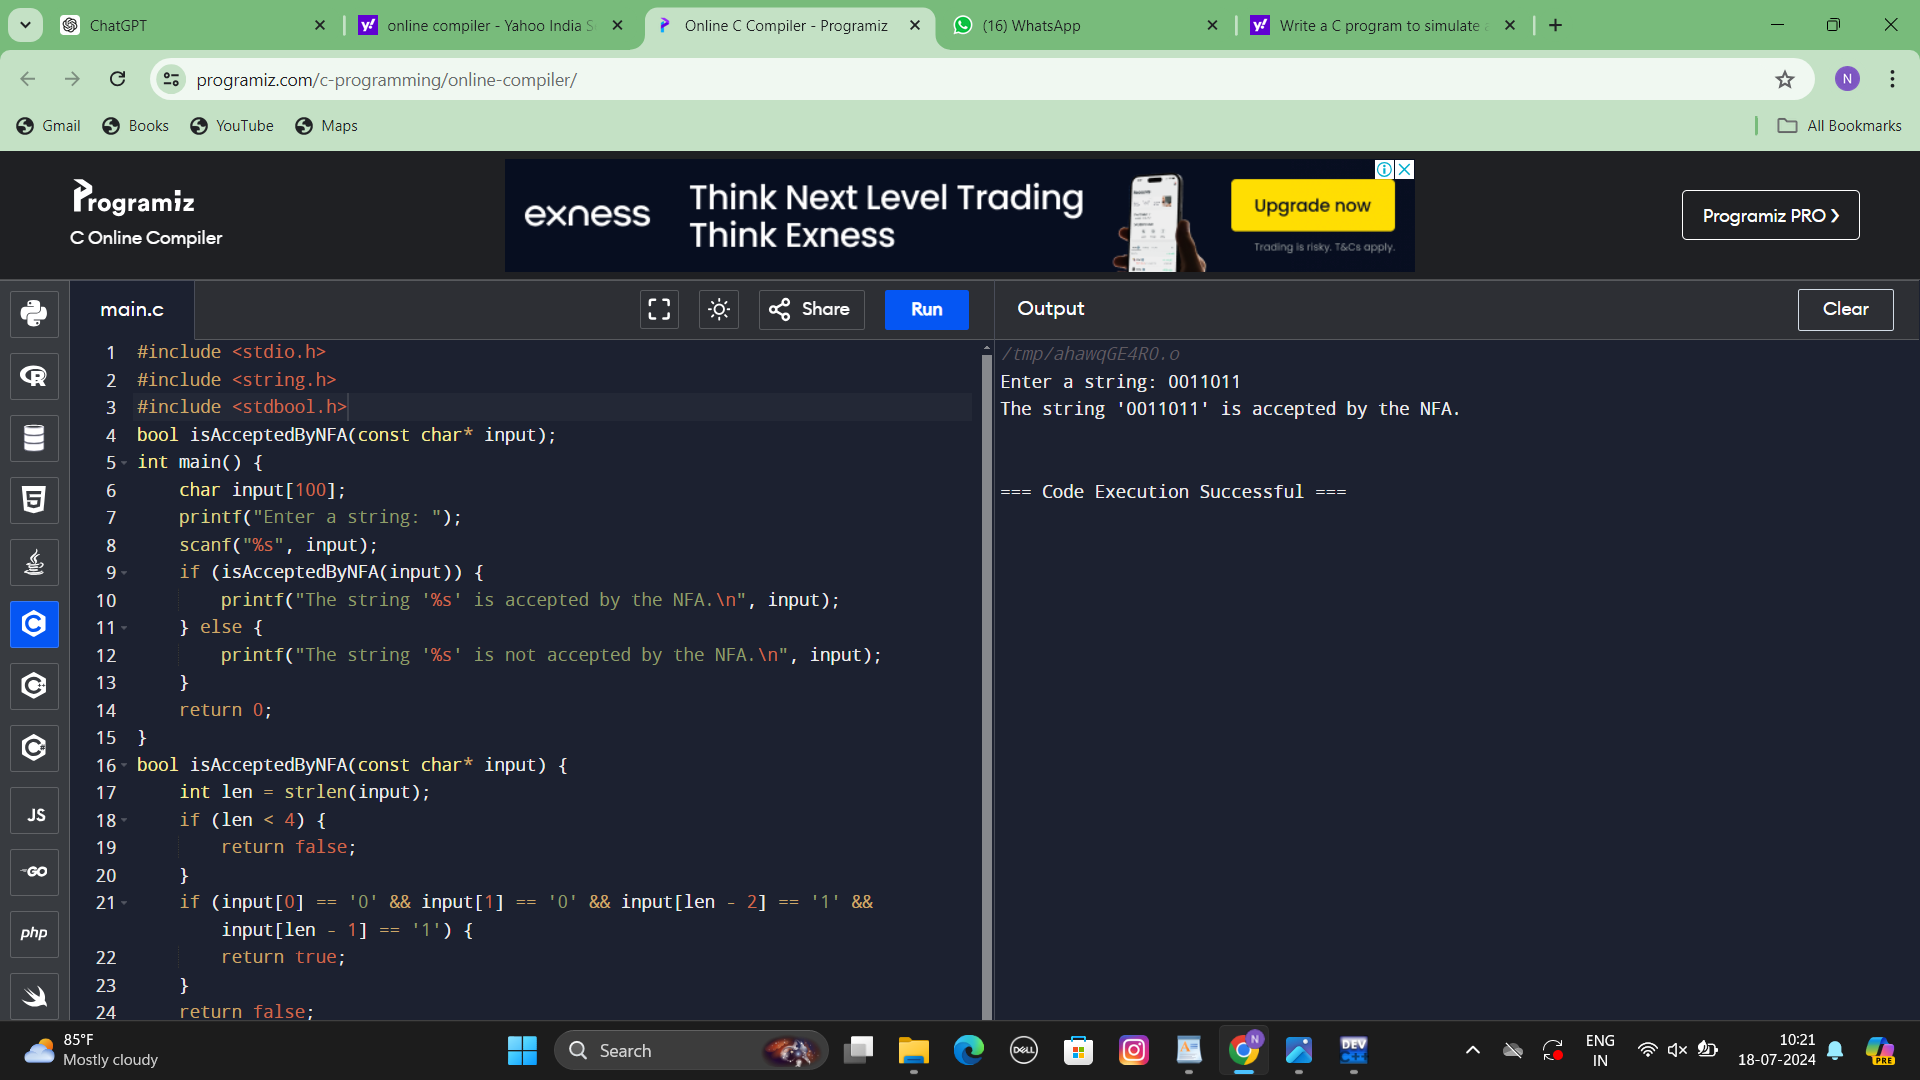 ChatGPT
online compiler - Yahoo India S
Online C Compiler - Programiz
(16) WhatsApp
Write a C program to simulate a
programiz.com/c-programming/online-compiler/
N
Gmail
Books
YouTube
Maps
All Bookmarks
Programiz
C Online Compiler
exness
Think Next Level Trading
Think Exness
Upgrade now
Trading is risky. T&Cs apply.
Programiz PRO
main.c
Share
Run
Output
Clear
1 #include <stdio.h>
2 #include <string.h>
3 #include <stdbool.h>
4 bool isAcceptedByNFA(const char* input);
5 int main() {
6 char input[100];
7 printf("Enter a string: ");
8 scanf("%s", input);
9 if (isAcceptedByNFA(input)) {
10 printf("The string '%s' is accepted by the NFA.\n", input);
11 } else {
12 printf("The string '%s' is not accepted by the NFA.\n", input);
13 }
14 return 0;
15 }
16 bool isAcceptedByNFA(const char* input) {
17 int len = strlen(input);
18 if (len < 4) {
19 return false;
20 }
21 if (input[0] == '0' && input[1] == '0' && input[len - 2] == '1' &&
input[len - 1] == '1') {
22 return true;
23 }
24 return false;
/tmp/ahawqGE4RO.o
Enter a string: 0011011
The string '0011011' is accepted by the NFA.
=== Code Execution Successful ===
JS
GO
php
85°F
Mostly cloudy
Search
DELL
N
DEV
C++
ENG
IN
10:21
18-07-2024
PRE